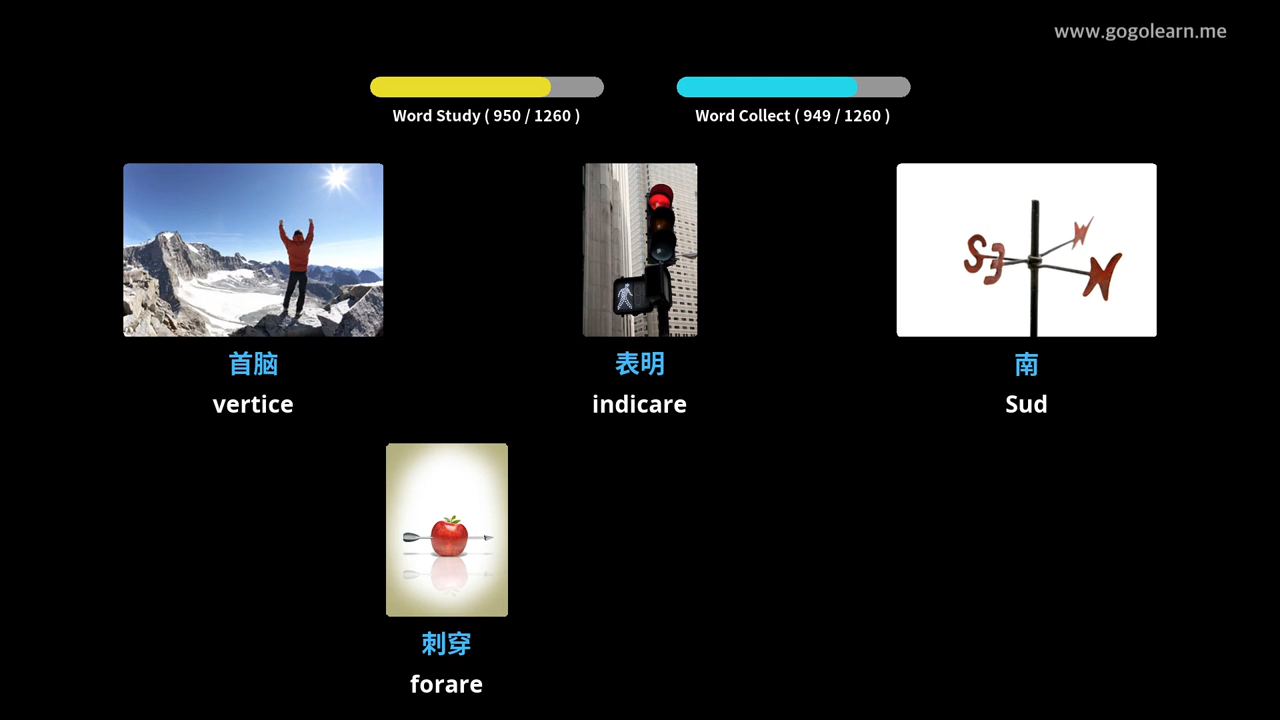 www.gogolearn.me
Word Study ( 950 / 1260 )
Word Collect ( 949 / 1260 )
首脑
vertice
表明
indicare
S
N
南
Sud
刺穿
forare